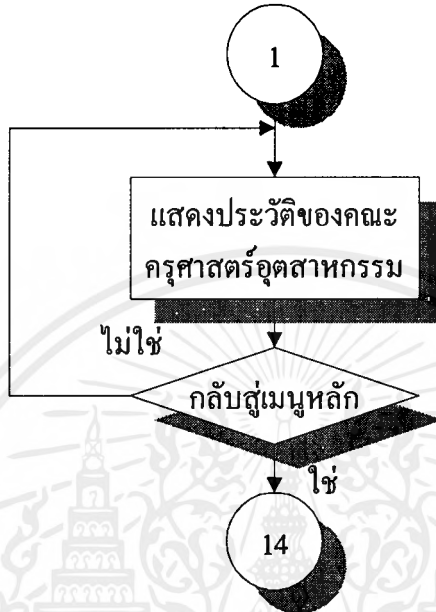 1
แสดงประวัติของคณะ
ครุศาสตร์อุตสาหกรรม
ไม่ใช่
กลับสู่เมนูหลัก
ใช่
14